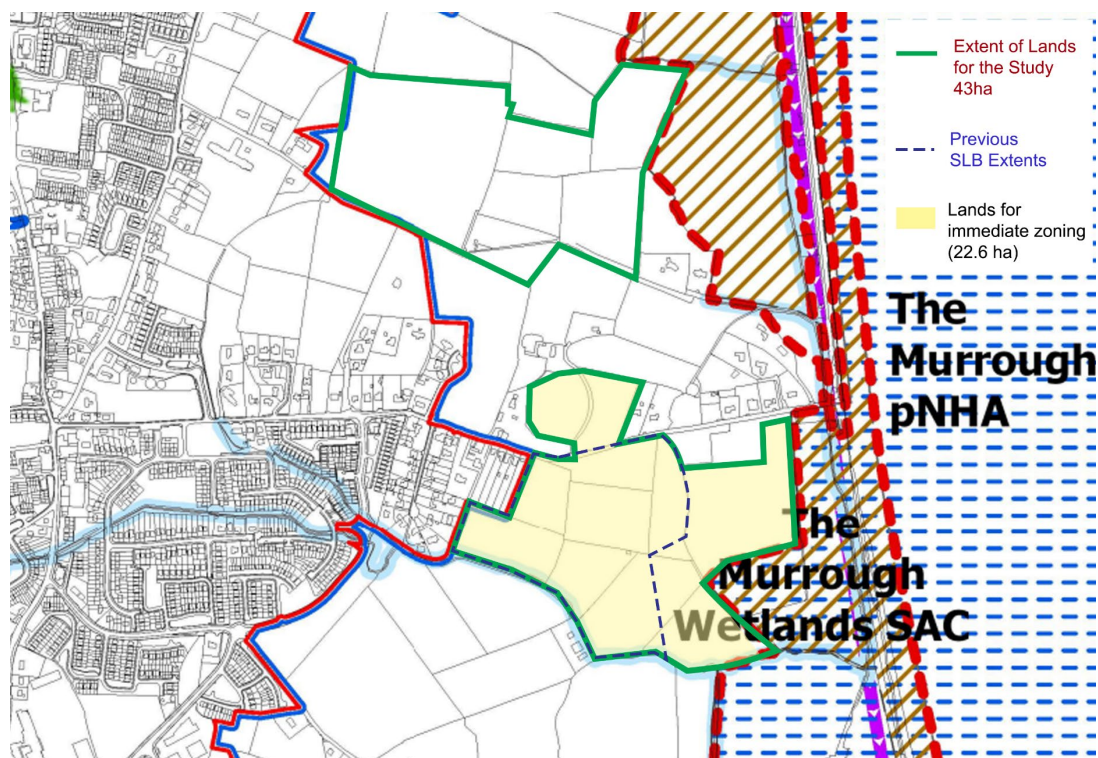 Extent of Lands
for the Study
43ha
Previous
SLB Extents
Lands for
immediate zoning
(22.6 ha)
The
Murrough
pNHA
The
Murrough
Wetlands SAC